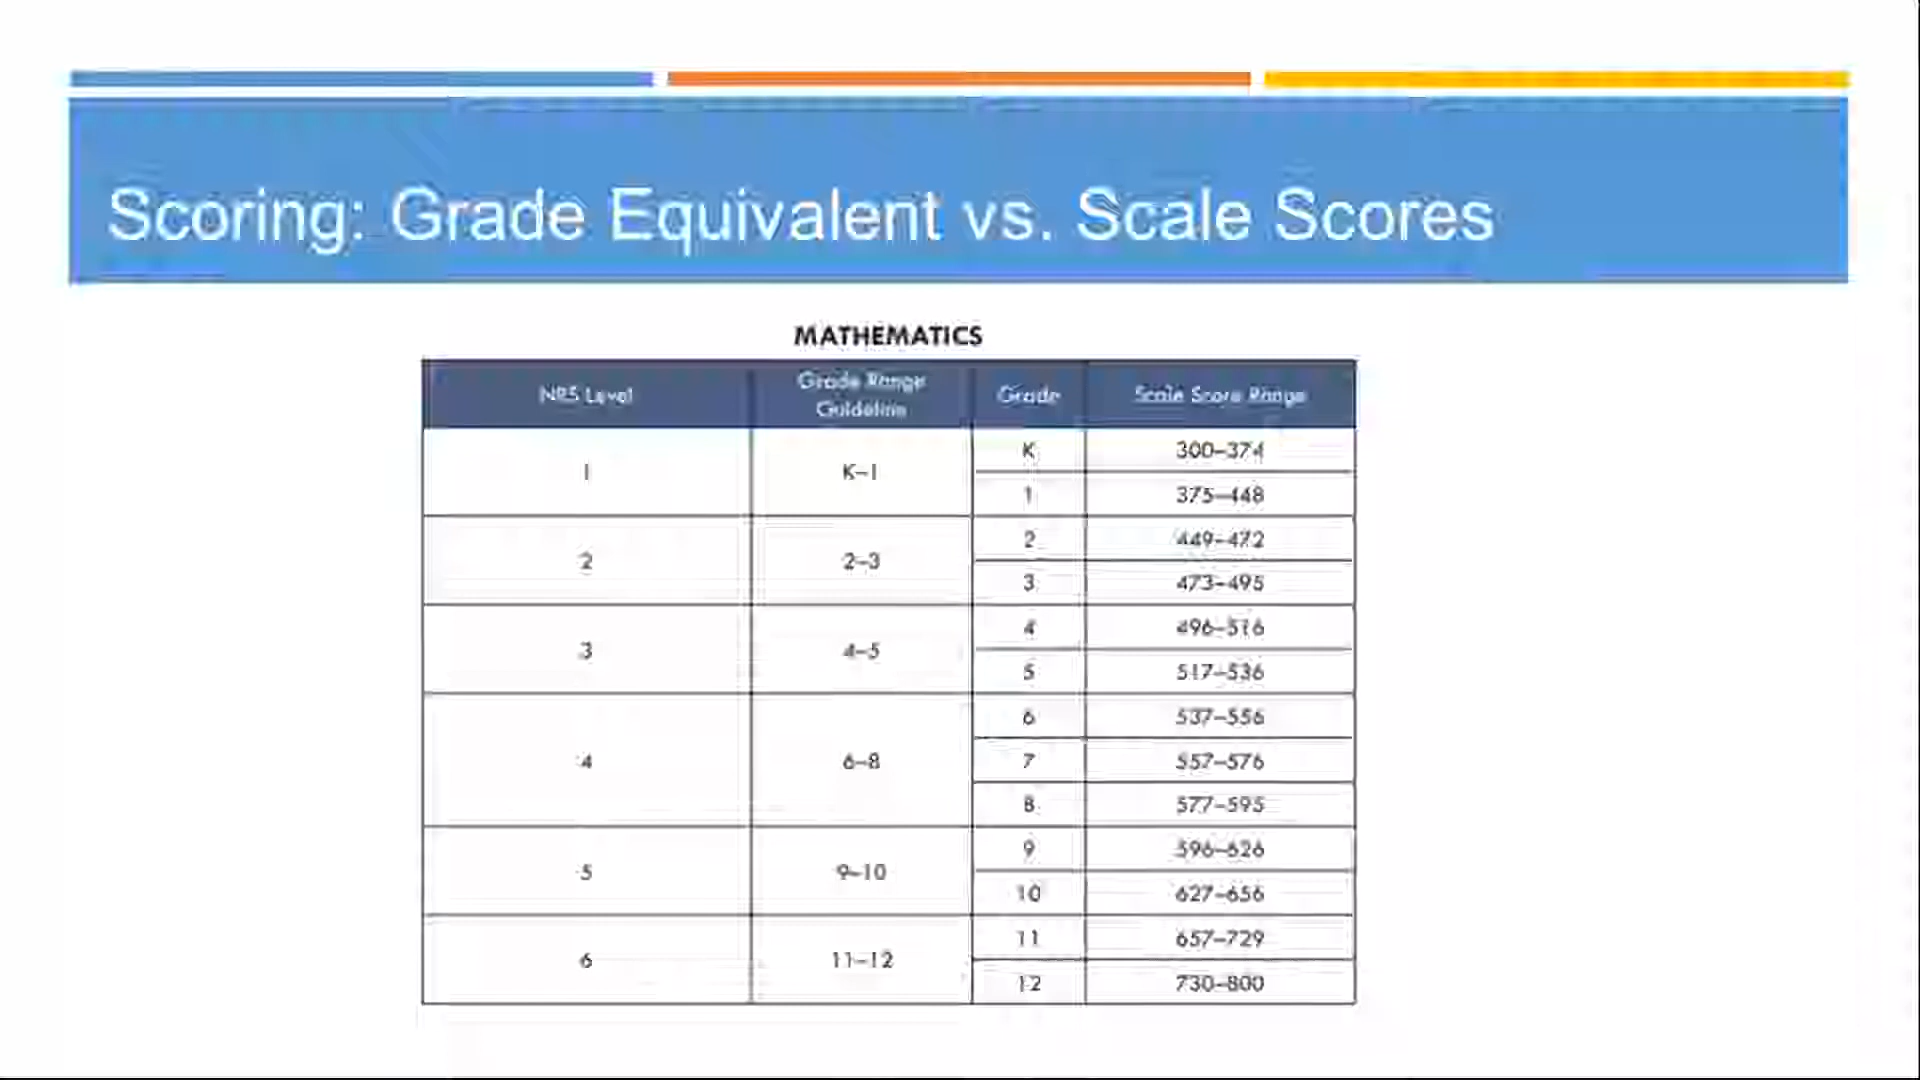 Scoring: Grade Equivalent vs. Scale Scores
MATHEMATICS
NRS Level Grade Range Guideline Grade Scale Score Range
1 K–1 K 300–374
1 375–448
2 2–3 2 449–472
3 473–495
3 4–5 4 496–516
5 517–536
4 6–8 6 537–556
7 557–576
8 577–595
5 9–10 9 596–626
10 627–656
6 11–12 11 657–729
12 730–800